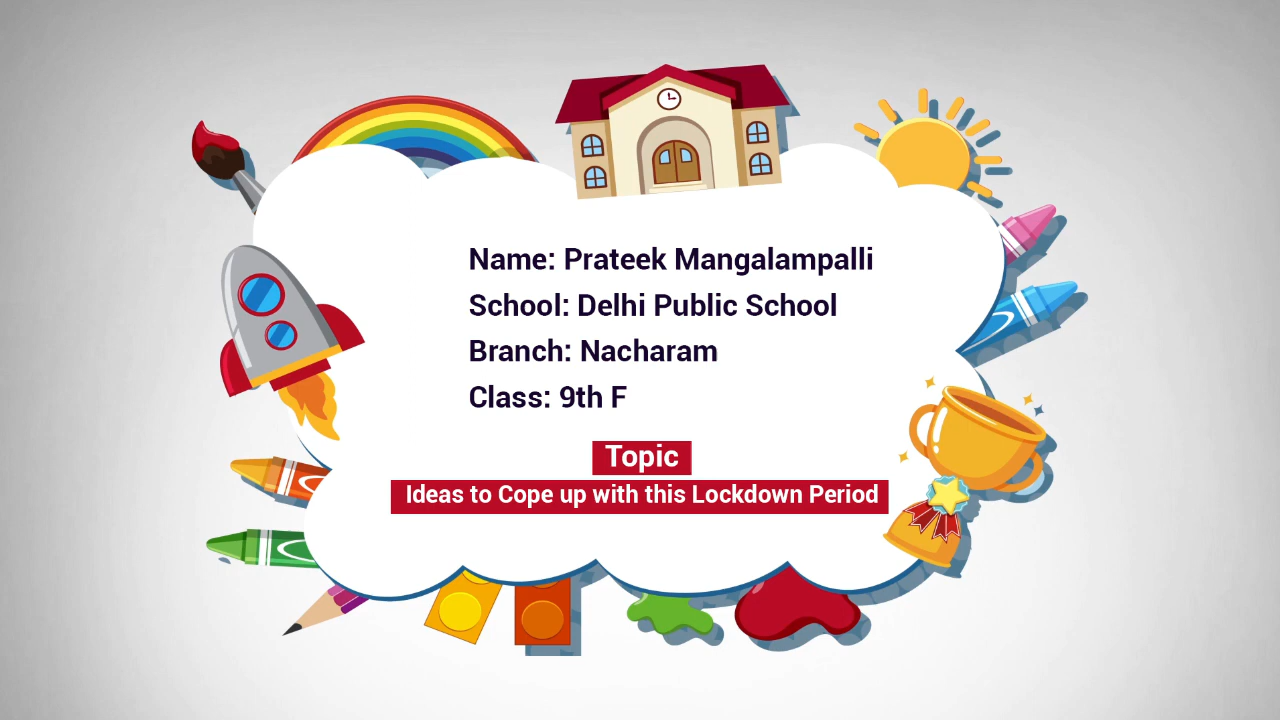 Name: Prateek Mangalampalli
School: Delhi Public School
Branch: Nacharam
Class: 9th F
Topic
Ideas to Cope up with this Lockdown Period